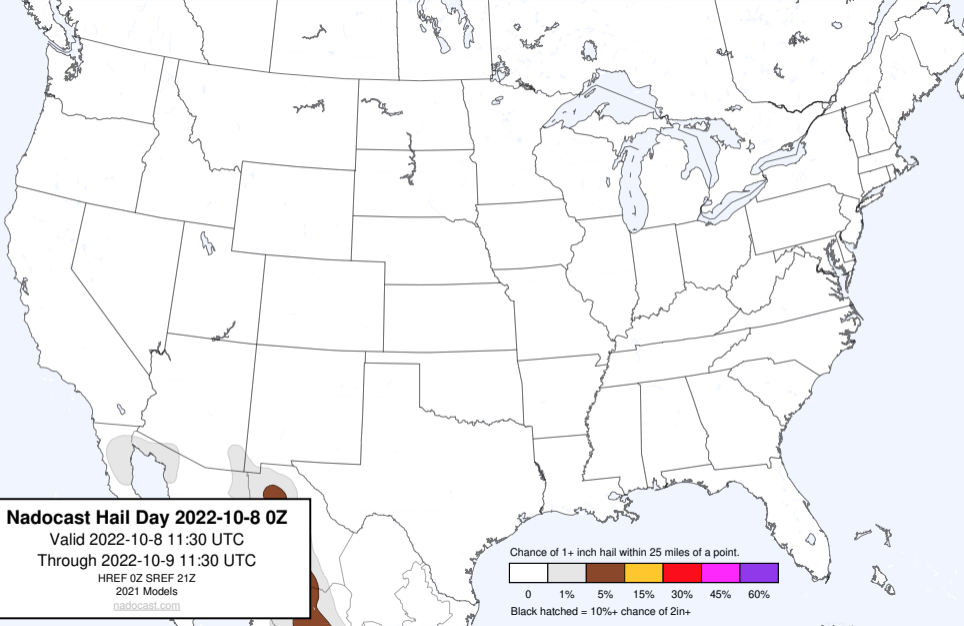 Nadocast Hail Day 2022-10-8 0Z
Valid 2022-10-8 11:30 UTC
Through 2022-10-9 11:30 UTC
HREF 0Z SREF 21Z
2021 Models
nadocast.com
Chance of 1+ inch hail within 25 miles of a point.
0 1% 5% 15% 30% 45% 60%
Black hatched = 10%+ chance of 2in+